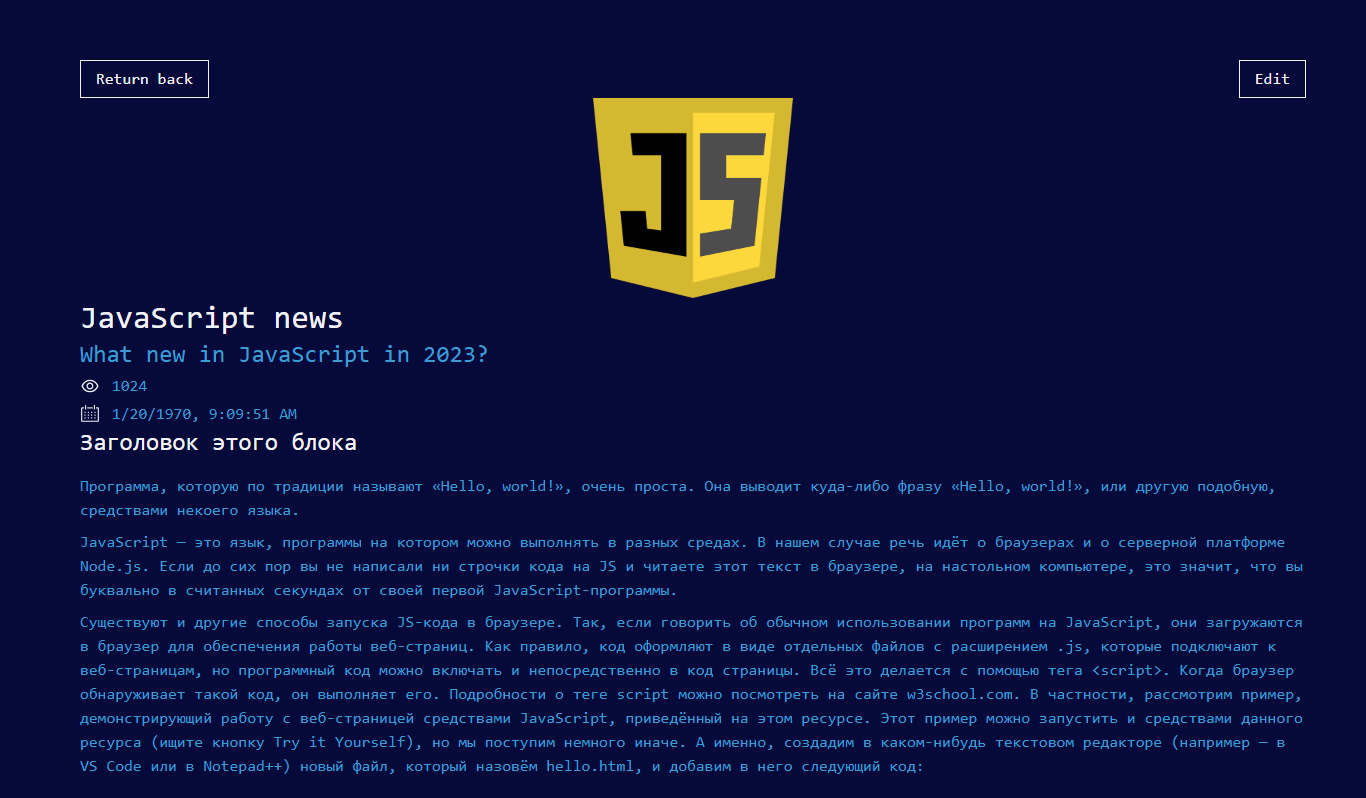 Return back
Edit
JS
JavaScript news
What new in JavaScript in 2023?
1024
1/20/1970, 9:09:51 AM
Заголовок этого блока
Программа, которую по традиции называют «Hello, world!», очень проста. Она выводит куда-либо фразу «Hello, world!», или другую подобную,
средствами некоего языка.
JavaScript — это язык, программы на котором можно выполнять в разных средах. В нашем случае речь идёт о браузерах и о серверной платформе
Node.js. Если до сих пор вы не написали ни строчки кода на JS и читаете этот текст в браузере, на настольном компьютере, это значит, что вы
буквально в считанных секундах от своей первой JavaScript-программы.
Существуют и другие способы запуска JS-кода в браузере. Так, если говорить об обычном использовании программ на JavaScript, они загружаются
в браузер для обеспечения работы веб-страниц. Как правило, код оформляют в виде отдельных файлов с расширением .js, которые подключают к
веб-страницам, но программный код можно включать и непосредственно в код страницы. Всё это делается с помощью тега <script>. Когда браузер
обнаруживает такой код, он выполняет его. Подробности о теге script можно посмотреть на сайте w3school.com. В частности, рассмотрим пример,
демонстрирующий работу с веб-страницей средствами JavaScript, приведённый на этом ресурсе. Этот пример можно запустить и средствами данного
ресурса (ищите кнопку Try it Yourself), но мы поступим немного иначе. А именно, создадим в каком-нибудь текстовом редакторе (например — в
VS Code или в Notepad++) новый файл, который назовём hello.html, и добавим в него следующий код: